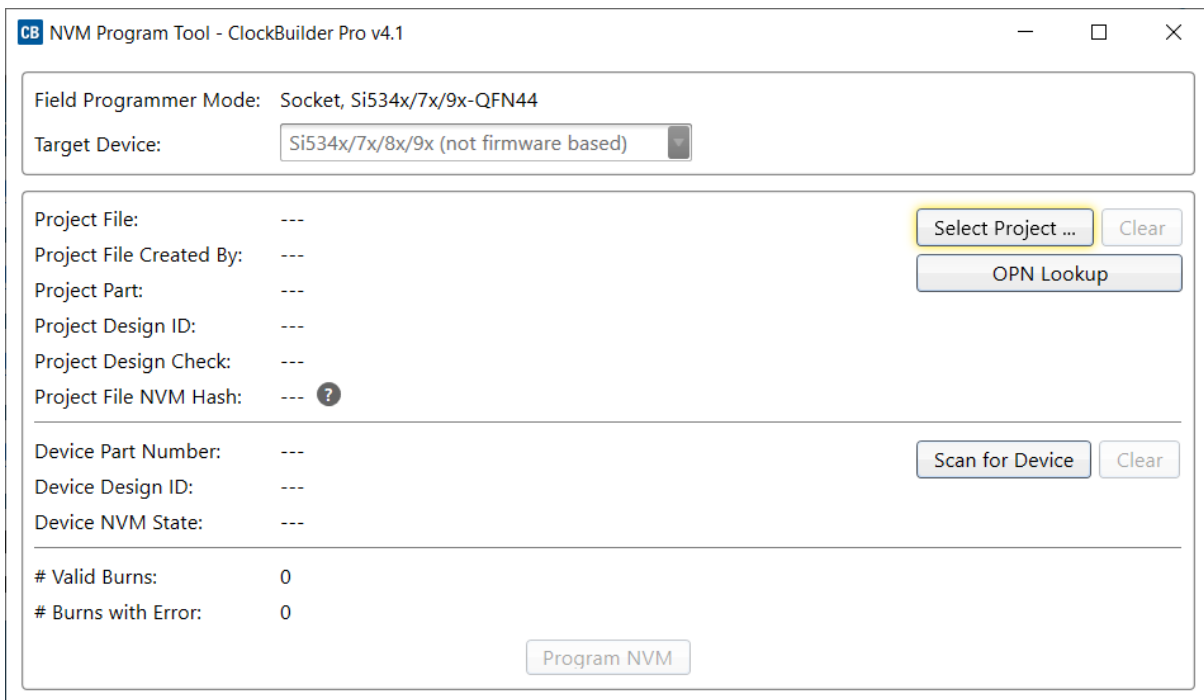 CB NVM Program Tool - ClockBuilder Pro v4.1
Field Programmer Mode: Socket, Si534x/7x/9x-QFN44
Target Device: Si534x/7x/8x/9x (not firmware based)
Project File: --- Select Project ... Clear
Project File Created By: ---
OPN Lookup
Project Part: ---
Project Design ID: ---
Project Design Check: ---
Project File NVM Hash: --- ?
Device Part Number: --- Scan for Device Clear
Device Design ID: ---
Device NVM State: ---
# Valid Burns: 0
# Burns with Error: 0
Program NVM